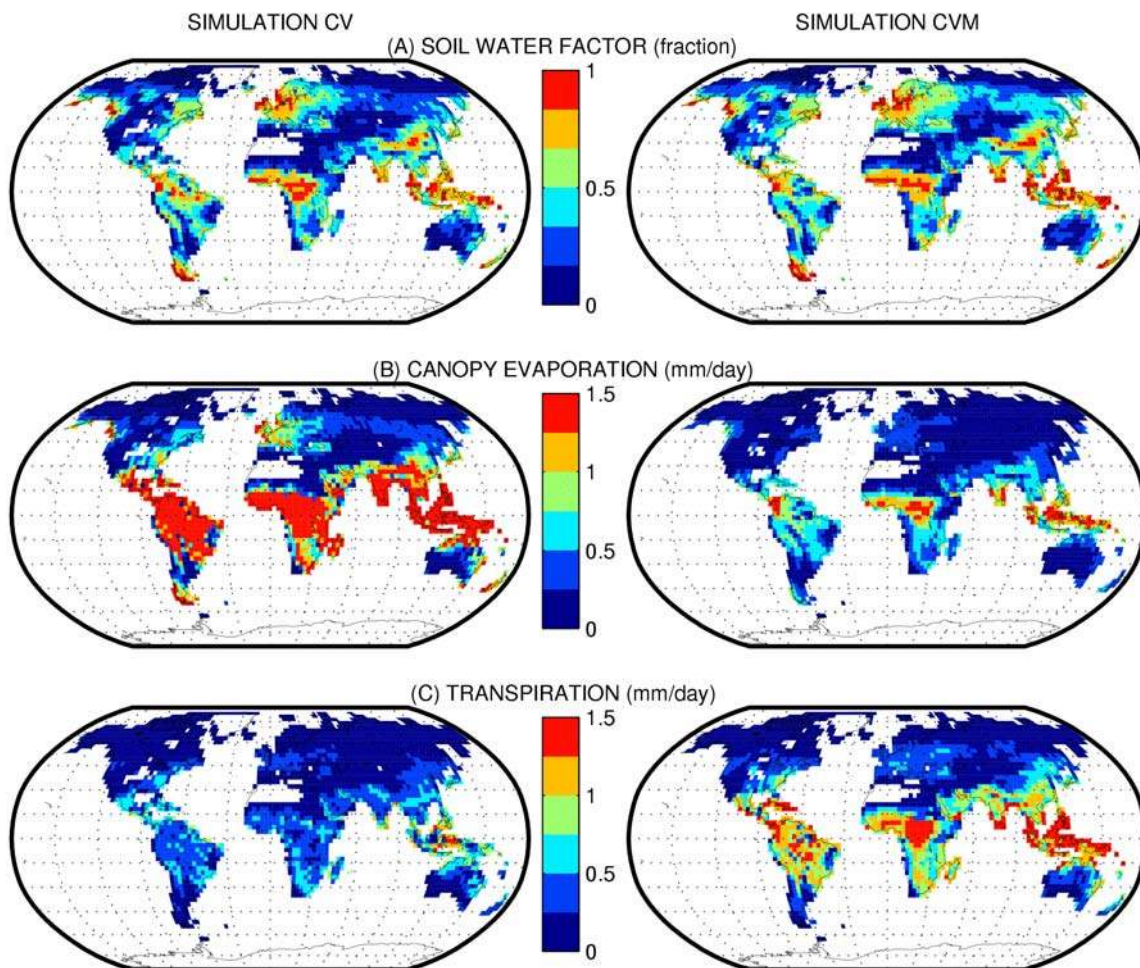 SIMULATION CV
SIMULATION CVM
(A) SOIL WATER FACTOR (fraction)
1
0.5
0
(B) CANOPY EVAPORATION (mm/day)
1.5
1
0.5
0
(C) TRANSPIRATION (mm/day)
1.5
1
0.5
0